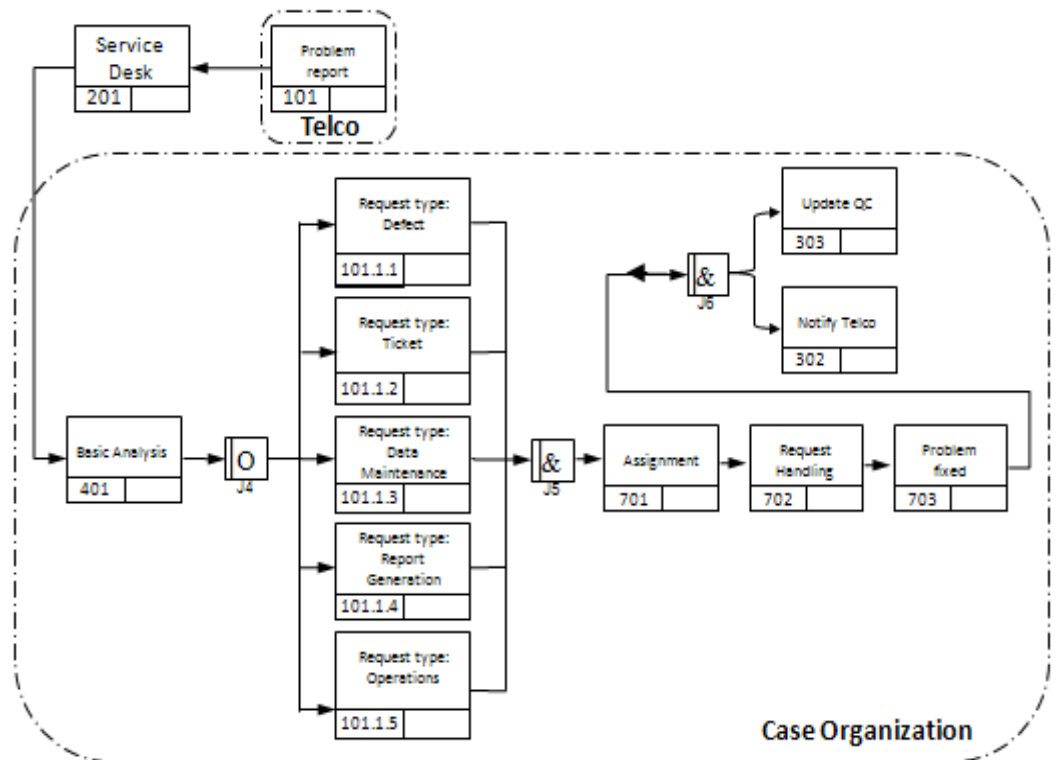 Service
Desk
201
Problem
report
101
Telco
Request type:
Defect
101.1.1
Request type:
Ticket
101.1.2
Request type:
Data
Maintenance
101.1.3
Request type:
Report
Generation
101.1.4
Request type:
Operations
101.1.5
Basic Analysis
401
O
J4
&
J5
Assignment
701
Request
Handling
702
Problem
fixed
703
&
J6
Update QC
303
Notify Telco
302
Case Organization